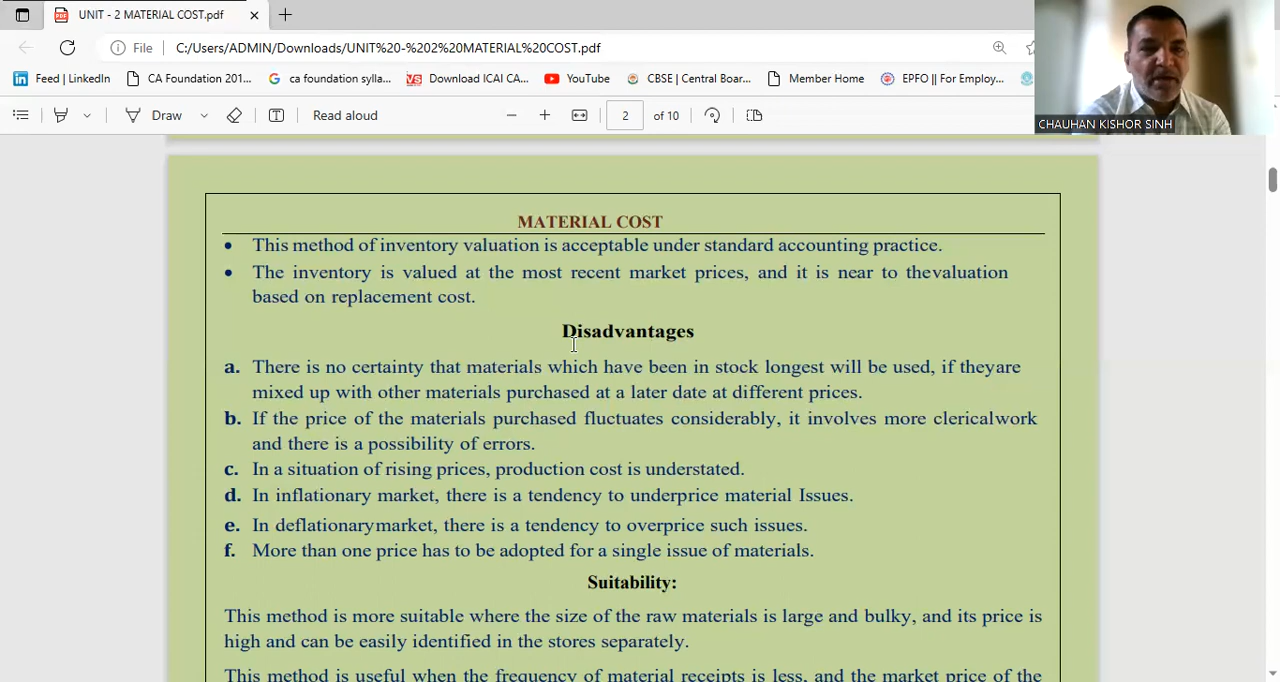 UNIT - 2 MATERIAL COST.pdf
File C:/Users/ADMIN/Downloads/UNIT%20-%202%20MATERIAL%20COST.pdf
Feed | LinkedIn CA Foundation 201... ca foundation sylla... Download ICAI CA... YouTube CBSE | Central Boar... Member Home EPFO || For Employ...
Draw Read aloud 2 of 10
CHAUHAN KISHOR SINH
MATERIAL COST
• This method of inventory valuation is acceptable under standard accounting practice.
• The inventory is valued at the most recent market prices, and it is near to thevaluation
based on replacement cost.
Disadvantages
a. There is no certainty that materials which have been in stock longest will be used, if theyare
mixed up with other materials purchased at a later date at different prices.
b. If the price of the materials purchased fluctuates considerably, it involves more clericalwork
and there is a possibility of errors.
c. In a situation of rising prices, production cost is understated.
d. In inflationary market, there is a tendency to underprice material Issues.
e. In deflationarymarket, there is a tendency to overprice such issues.
f. More than one price has to be adopted for a single issue of materials.
Suitability:
This method is more suitable where the size of the raw materials is large and bulky, and its price is
high and can be easily identified in the stores separately.
This method is useful when the frequency of material receipts is less, and the market price of the